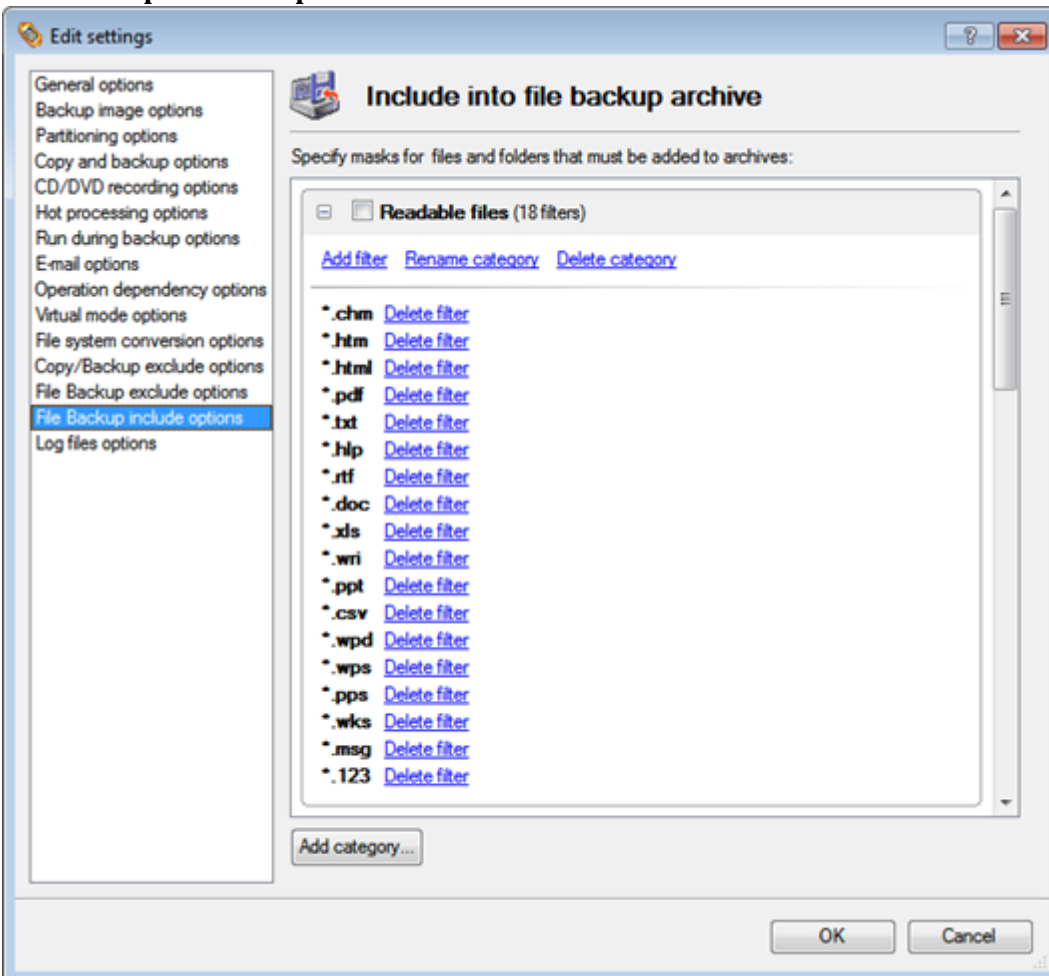 Edit settings
General options
Backup image options
Partitioning options
Copy and backup options
CD/DVD recording options
Hot processing options
Run during backup options
E-mail options
Operation dependency options
Virtual mode options
File system conversion options
Copy/Backup exclude options
File Backup exclude options
File Backup include options
Log files options
Include into file backup archive
Specify masks for files and folders that must be added to archives:
Readable files (18 filters)
Add filter Rename category Delete category
*.chm Delete filter
*.htm Delete filter
*.html Delete filter
*.pdf Delete filter
*.txt Delete filter
*.hlp Delete filter
*.rtf Delete filter
*.doc Delete filter
*.xls Delete filter
*.wri Delete filter
*.ppt Delete filter
*.csv Delete filter
*.wpd Delete filter
*.wps Delete filter
*.pps Delete filter
*.wks Delete filter
*.msg Delete filter
*.123 Delete filter
Add category...
OK Cancel